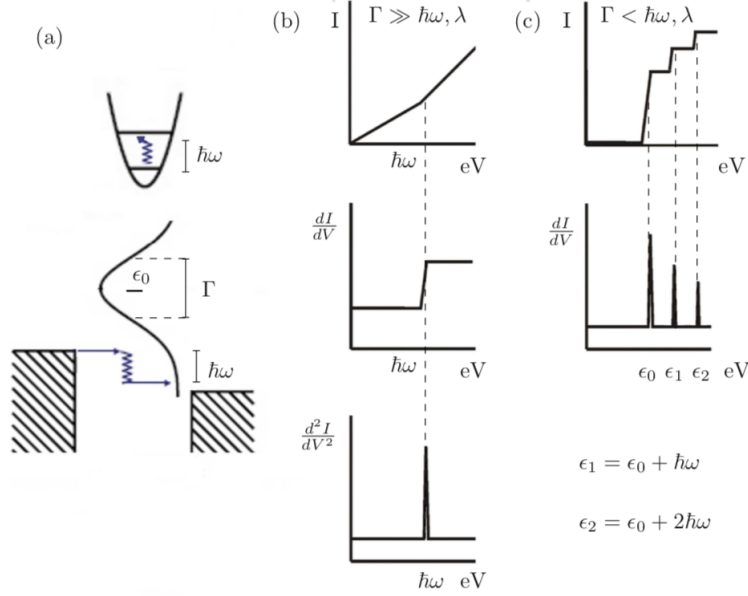 (a)
ħω
ϵ₀
Γ
ħω
(b)
I
Γ ≫ ħω, λ
ħω
eV
dI
dV
ħω
eV
d²I
dV²
ħω
eV
(c)
I
Γ < ħω, λ
eV
dI
dV
ϵ₀ ϵ₁ ϵ₂ eV
ϵ₁ = ϵ₀ + ħω
ϵ₂ = ϵ₀ + 2ħω